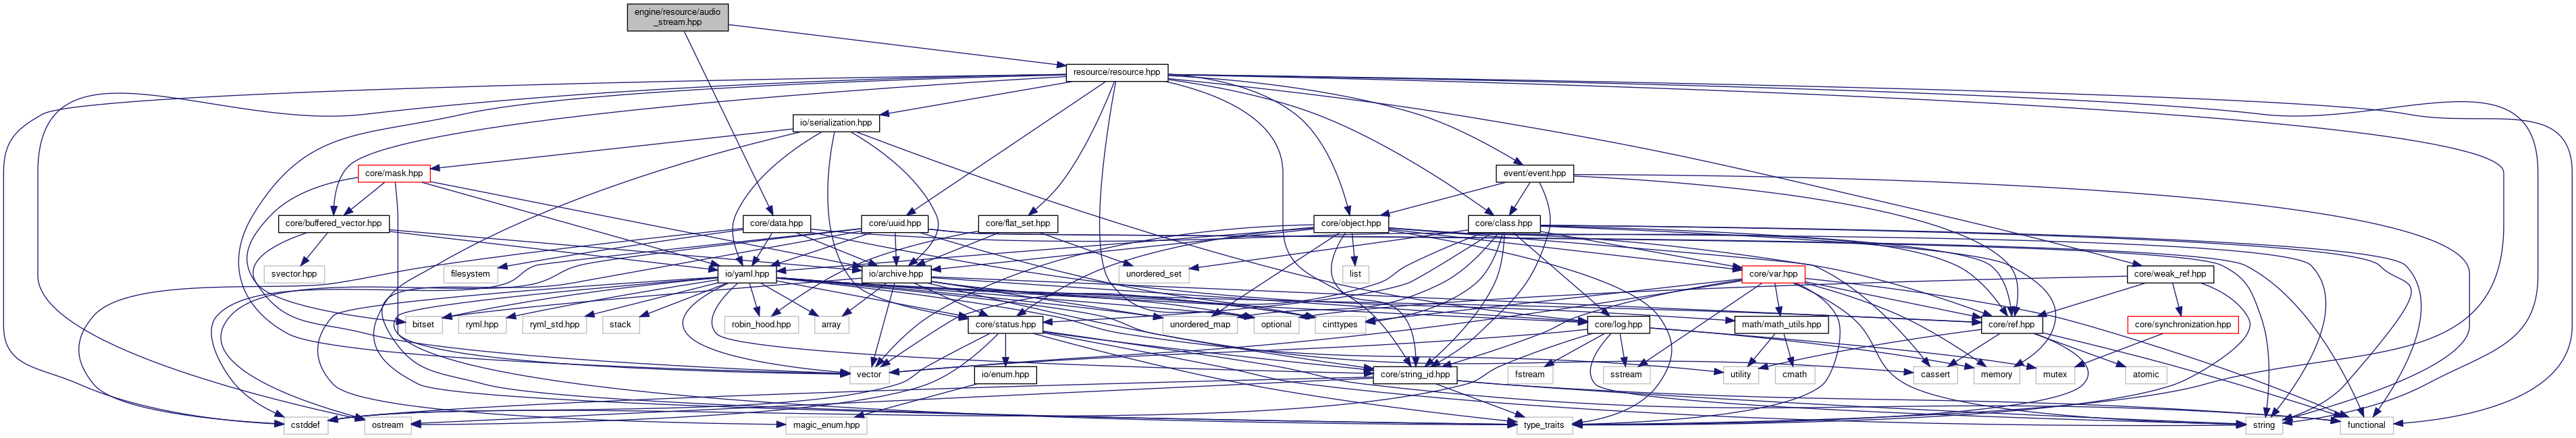 engine/resource/audio
_stream.hpp
resource/resource.hpp
io/serialization.hpp
core/mask.hpp
event/event.hpp
core/buffered_vector.hpp
core/data.hpp
core/uuid.hpp
core/flat_set.hpp
core/object.hpp
core/class.hpp
svector.hpp
filesystem
io/yaml.hpp
io/archive.hpp
unordered_set
list
core/var.hpp
core/weak_ref.hpp
bitset
ryml.hpp
ryml_std.hpp
stack
robin_hood.hpp
array
core/status.hpp
unordered_map
optional
cinttypes
core/log.hpp
math/math_utils.hpp
core/ref.hpp
core/synchronization.hpp
vector
io/enum.hpp
core/string_id.hpp
fstream
sstream
utility
cmath
cassert
memory
mutex
atomic
cstddef
ostream
magic_enum.hpp
type_traits
string
functional